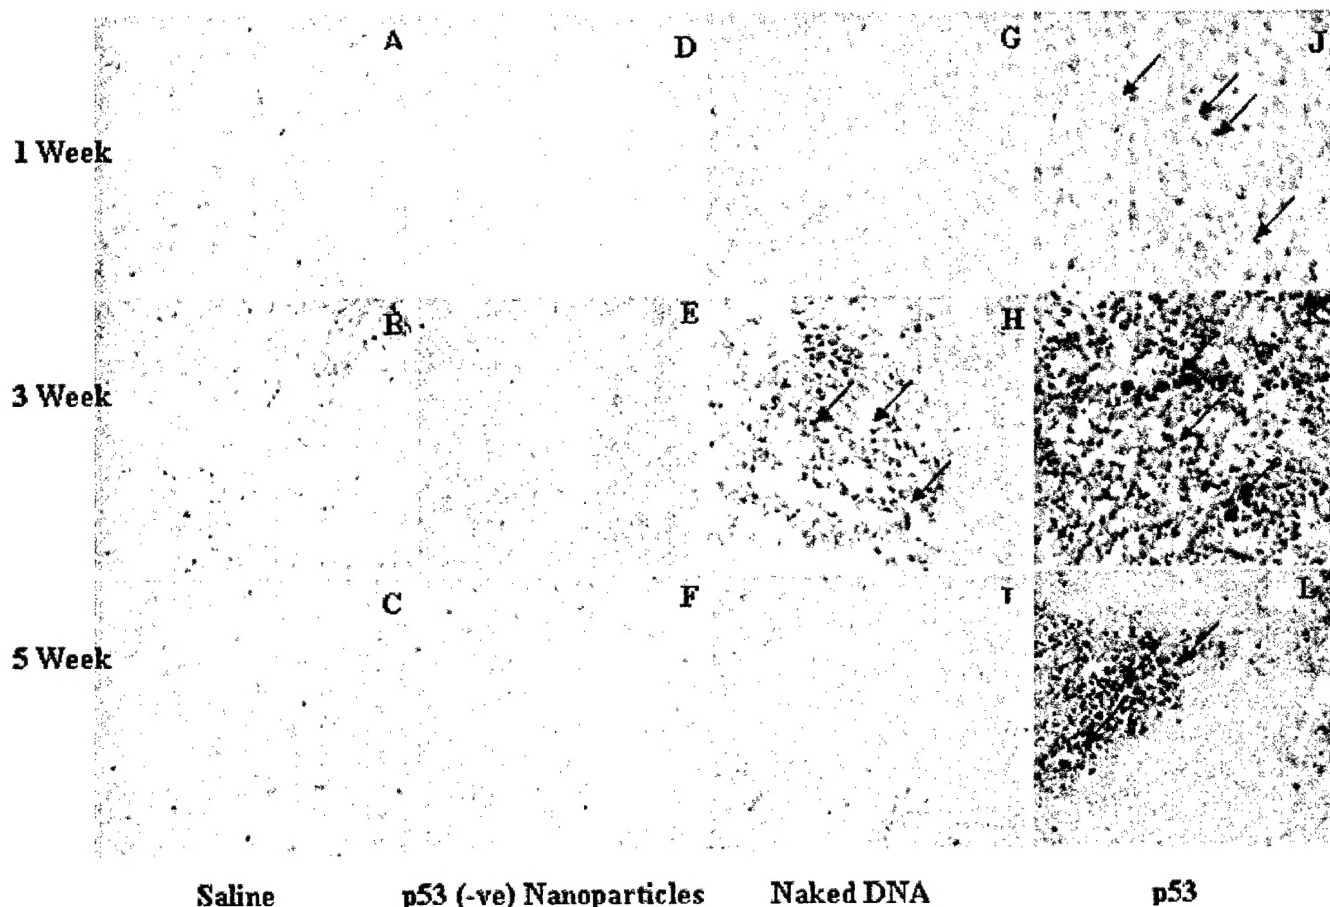 A
D
G
J
1 Week
B
E
H
K
3 Week
C
F
I
L
5 Week
Saline
p53 (-ve) Nanoparticles
Naked DNA
p53